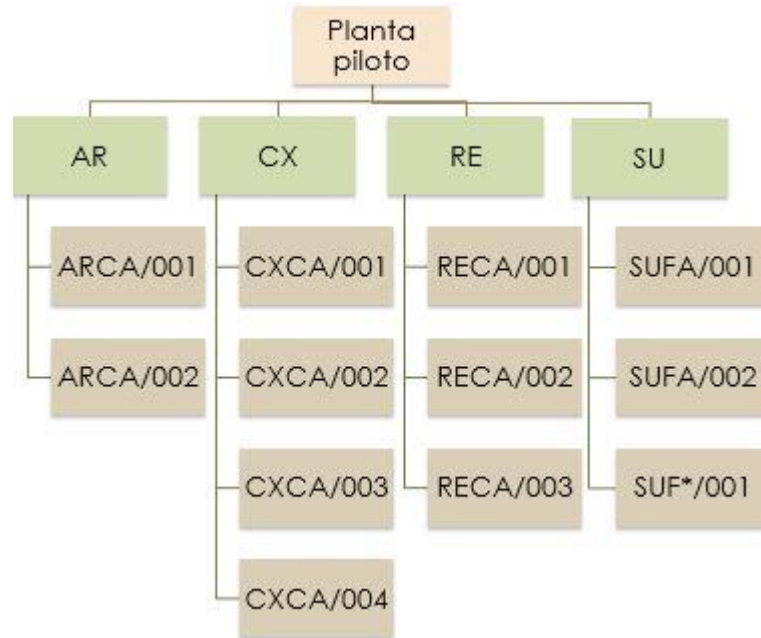 Planta
piloto
AR
CX
RE
SU
ARCA/001
CXCA/001
RECA/001
SUFA/001
ARCA/002
CXCA/002
RECA/002
SUFA/002
CXCA/003
RECA/003
SUF*/001
CXCA/004